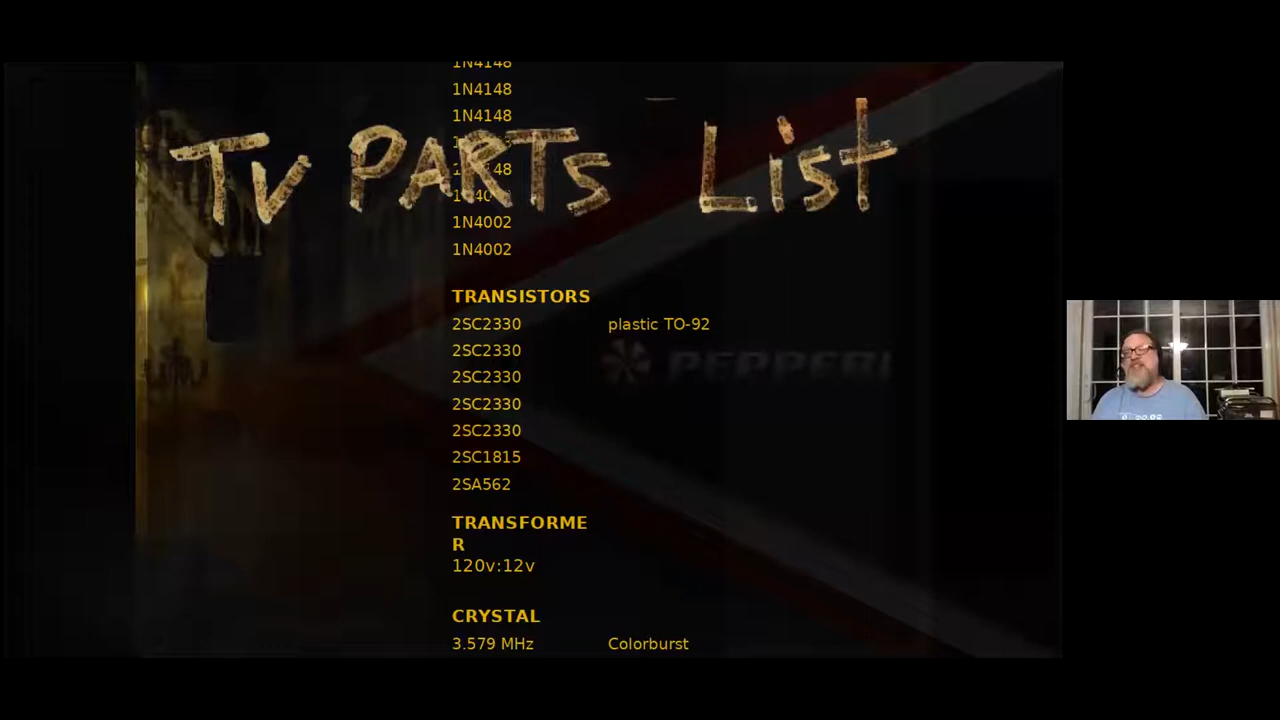 1N4148
1N4148
1N4148
TV PARTS List
1N4002
1N4002
TRANSISTORS
2SC2330 plastic TO-92
2SC2330
2SC2330
2SC2330
2SC2330
2SC1815
2SA562
TRANSFORME
R
120v:12v
CRYSTAL
3.579 MHz Colorburst